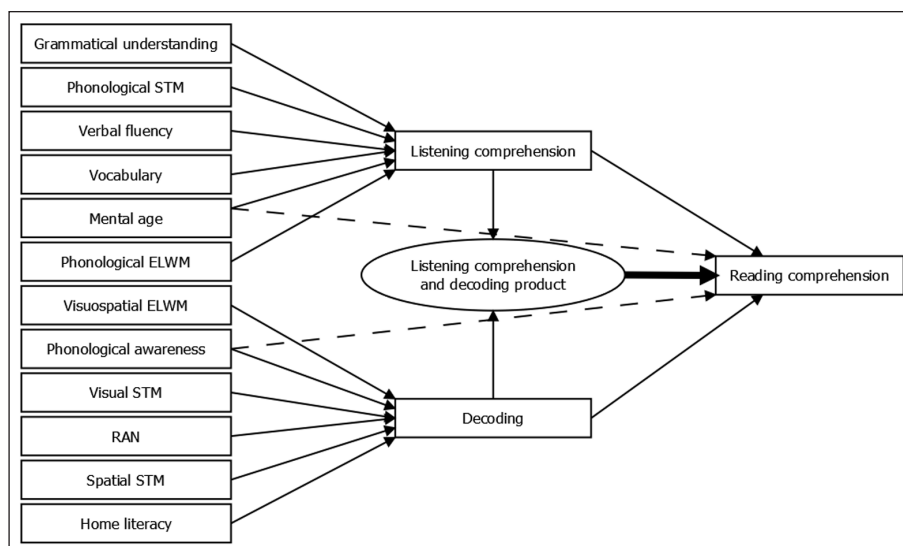 Grammatical understanding
Phonological STM
Verbal fluency
Vocabulary
Mental age
Phonological ELWM
Visuospatial ELWM
Phonological awareness
Visual STM
RAN
Spatial STM
Home literacy
Listening comprehension
Listening comprehension
and decoding product
Decoding
Reading comprehension